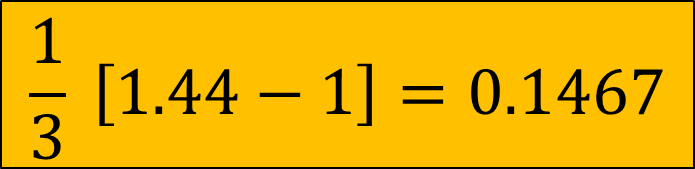 1/3 [1.44 − 1] = 0.1467